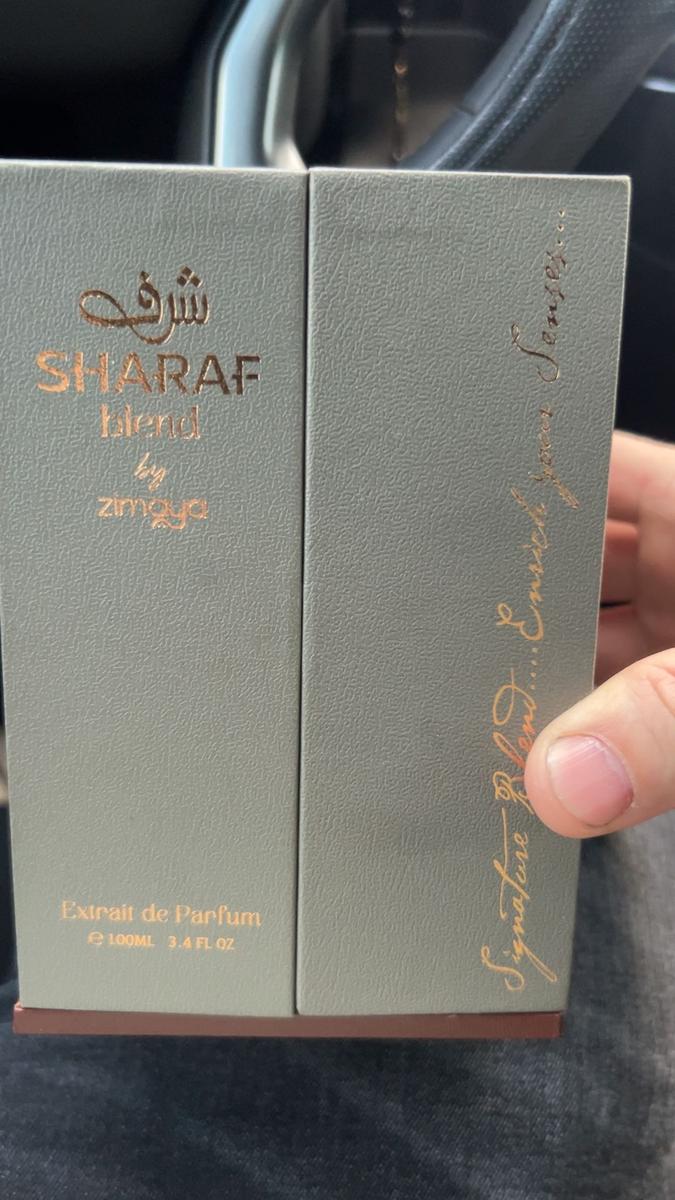 شرف
SHARAF
blend
by
zimaya
Extrait de Parfum
℮ 100ML 3.4 FL OZ
Signature Blend....Enrich your Senses...